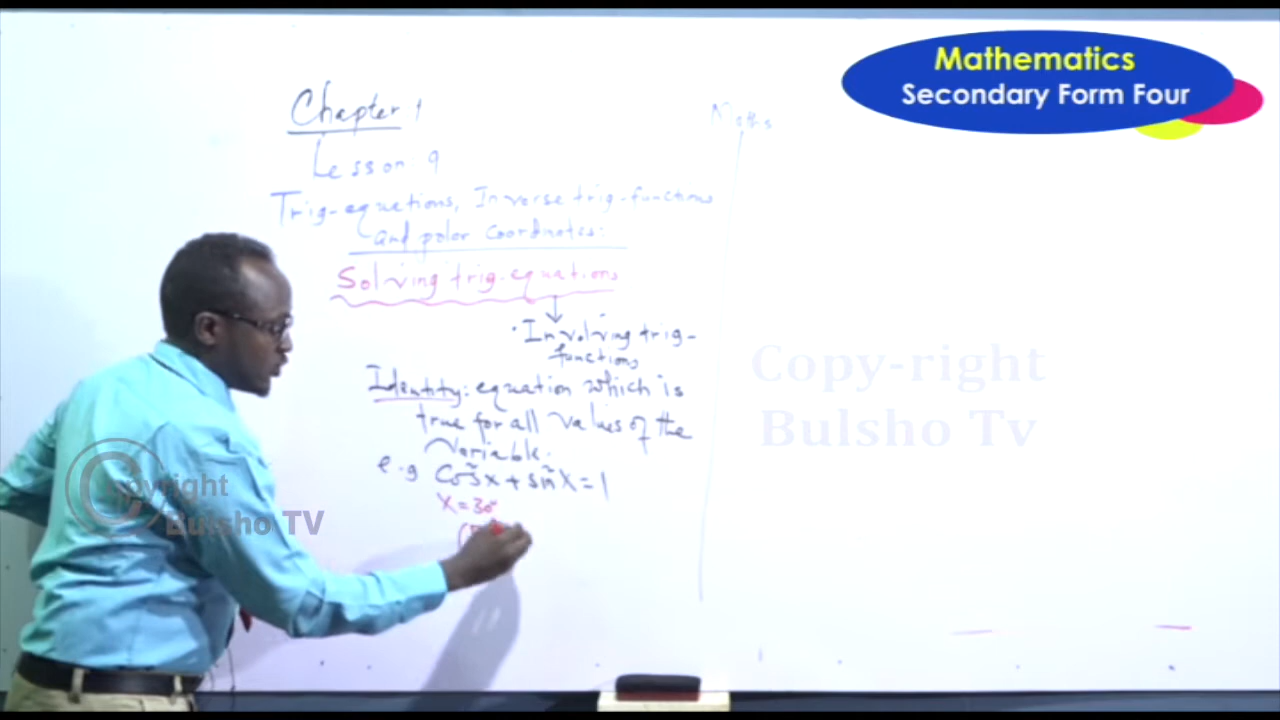 Mathematics
Secondary Form Four
Chapter 1
Lesson 9
Trig-equations, Inverse trig-functions
and polar coordinates:
Solving trig-equations
• Involving trig-
functions
Identity: equation which is
true for all values of the
Variable.
e.g cos²x + sin²x = 1
x = 30°
Maths
Copy-right
Bulsho Tv
Copyright
Bulsho TV